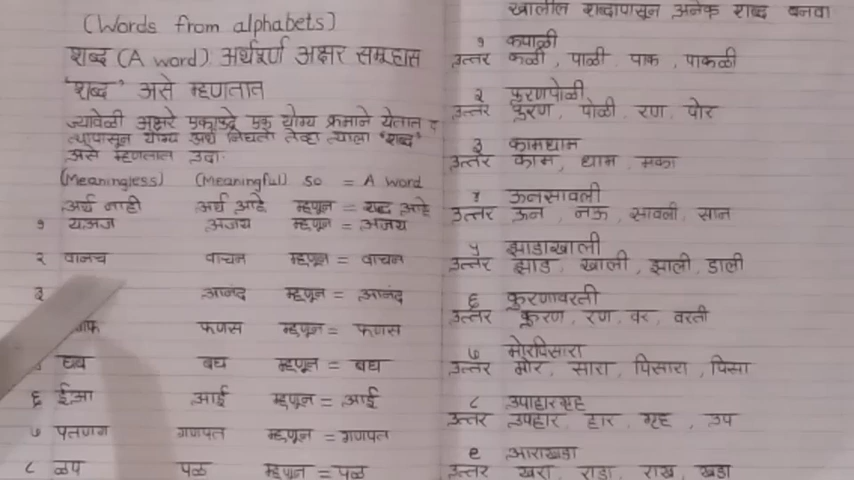 (Words from alphabets)
शब्द (A word): अर्थपूर्ण अक्षर समूहास
'शब्द' असे म्हणतात
ज्यावेळी अक्षरे एकापुढे एक योग्य क्रमाने येतात व
त्यापासून योग्य अर्थ निघतो तेव्हा त्याला 'शब्द'
असे म्हणतात उदा.
(Meaningless) (Meaningful) so = A word
अर्थ नाही अर्थ आहे म्हणून = शब्द आहे
१ यअज अजय म्हणून = अजय
२ वानच वाचन म्हणून = वाचन
३ आनंद म्हणून = आनंद
फणस म्हणून = फणस
घब बघ म्हणून = बघ
६ ईआ आई म्हणून = आई
७ पतणग गणपत म्हणून = गणपत
८ ळप पळ म्हणून = पळ
खालील शब्दापासून अनेक शब्द बनवा
१ कपाळी
उत्तर कळी, पाळी, पाक, पाकळी
२ पुरणपोळी
उत्तर पुरण, पोळी, रण, पोर
३ कामधाम
उत्तर काम, धाम, मका
४ ऊनसावली
उत्तर ऊन, नऊ, सावली, सान
५ झाडाखाली
उत्तर झाड, खाली, झाली, डाली
६ कुरणावरती
उत्तर कुरण, रण, वर, वरती
७ मोरपिसारा
उत्तर मोर, सारा, पिसारा, पिसा
८ उपाहारगृह
उत्तर उपहार, हार, गृह, उप
९ आराखडा
उत्तर खरा, राडा, राख, खडा